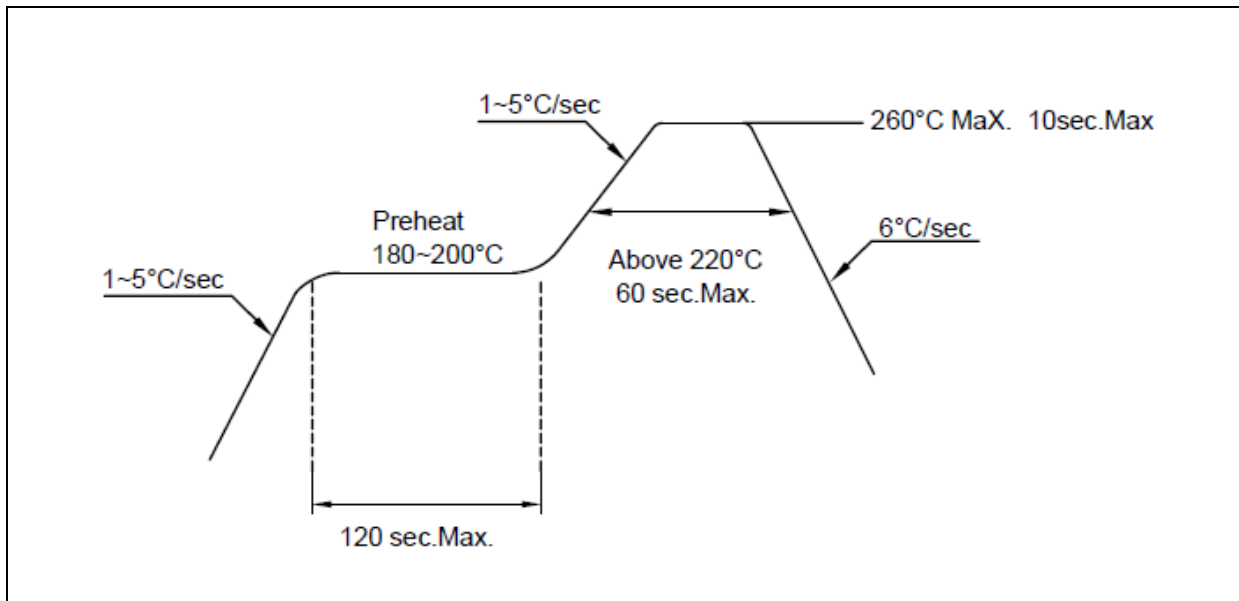 1~5°C/sec
260°C MaX. 10sec.Max
Preheat
180~200°C
6°C/sec
Above 220°C
60 sec.Max.
1~5°C/sec
120 sec.Max.